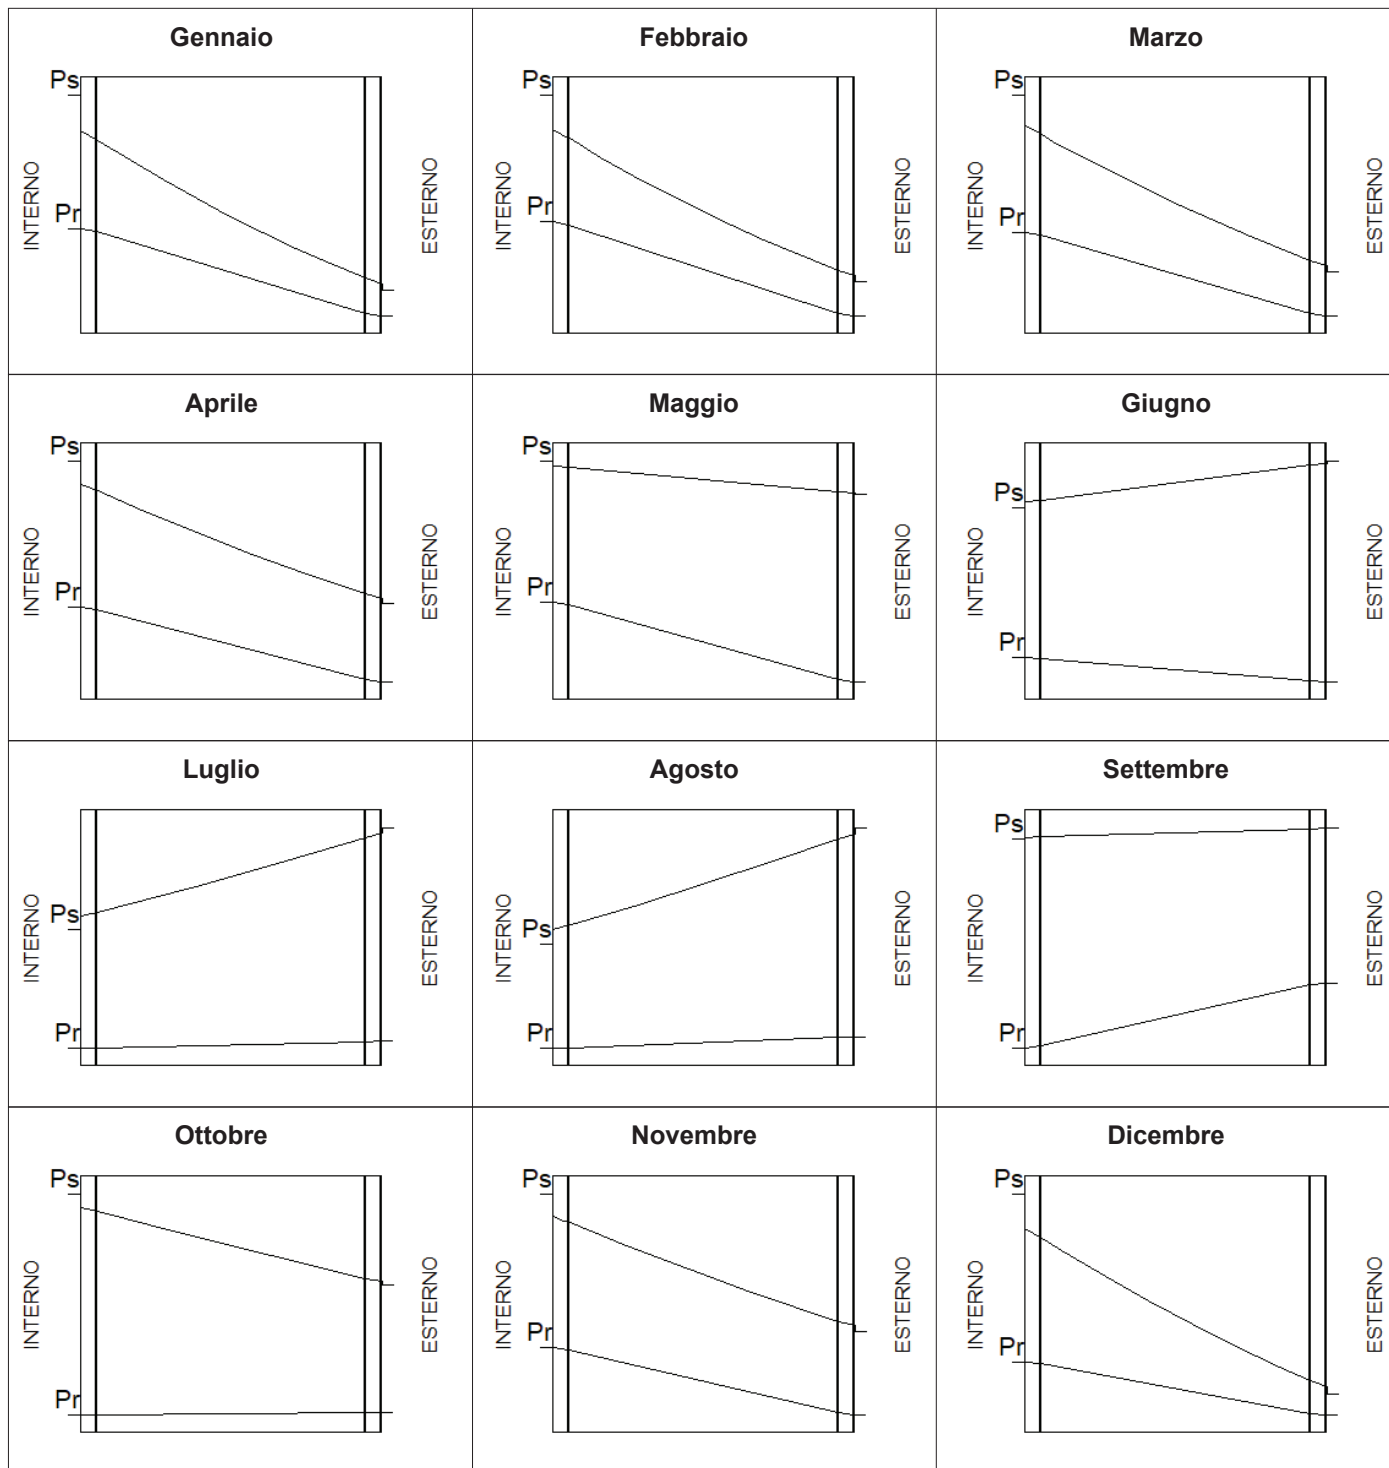 Gennaio
Febbraio
Marzo
Ps
Pr
INTERNO
ESTERNO
Ps
Pr
INTERNO
ESTERNO
Ps
Pr
INTERNO
ESTERNO
Aprile
Maggio
Giugno
Ps
Pr
INTERNO
ESTERNO
Ps
Pr
INTERNO
ESTERNO
Ps
Pr
INTERNO
ESTERNO
Luglio
Agosto
Settembre
Ps
Pr
INTERNO
ESTERNO
Ps
Pr
INTERNO
ESTERNO
Ps
Pr
INTERNO
ESTERNO
Ottobre
Novembre
Dicembre
Ps
Pr
INTERNO
ESTERNO
Ps
Pr
INTERNO
ESTERNO
Ps
Pr
INTERNO
ESTERNO